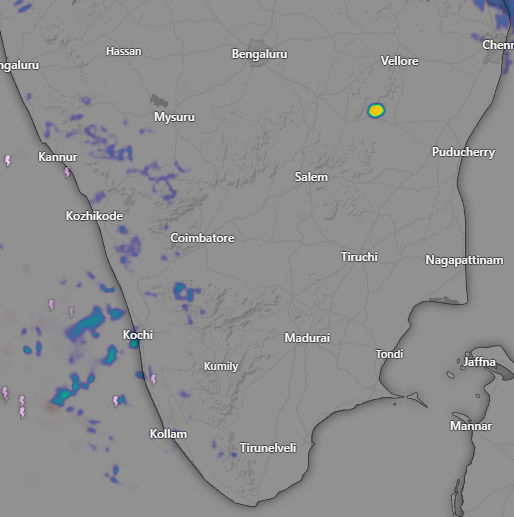 Hassan
Bengaluru
Chenn
ngaluru
Vellore
Mysuru
Kannur
Puducherry
Salem
Kozhikode
Coimbatore
Tiruchi
Nagapattinam
Kochi
Madurai
Tondi
Kumily
Jaffna
Mannar
Kollam
Tirunelveli